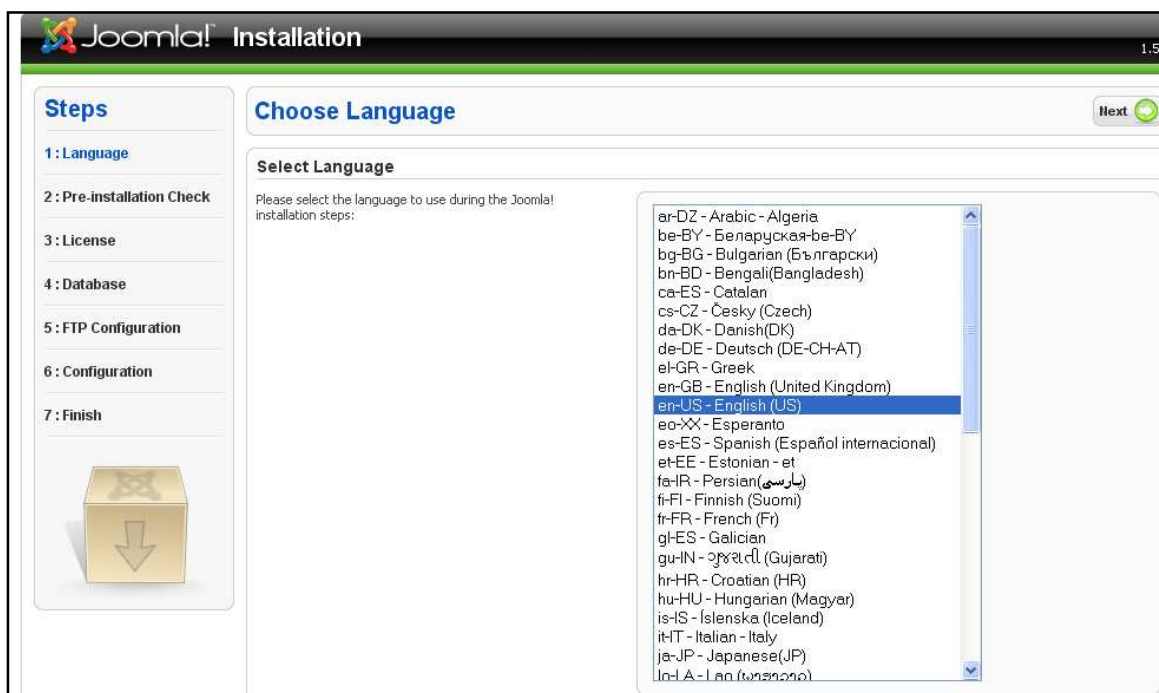 Joomla! Installation
1.5
Steps
1 : Language
2 : Pre-installation Check
3 : License
4 : Database
5 : FTP Configuration
6 : Configuration
7 : Finish
Choose Language
Next
Select Language
Please select the language to use during the Joomla!
installation steps:
ar-DZ - Arabic - Algeria
be-BY - Беларуская-be-BY
bg-BG - Bulgarian (Български)
bn-BD - Bengali(Bangladesh)
ca-ES - Catalan
cs-CZ - Česky (Czech)
da-DK - Danish(DK)
de-DE - Deutsch (DE-CH-AT)
el-GR - Greek
en-GB - English (United Kingdom)
en-US - English (US)
eo-XX - Esperanto
es-ES - Spanish (Español internacional)
et-EE - Estonian - et
fa-IR - Persian(پارسی)
fi-FI - Finnish (Suomi)
fr-FR - French (Fr)
gl-ES - Galician
gu-IN - ગુજરાતી (Gujarati)
hr-HR - Croatian (HR)
hu-HU - Hungarian (Magyar)
is-IS - Íslenska (Iceland)
it-IT - Italian - Italy
ja-JP - Japanese(JP)
lo-LA - Lao